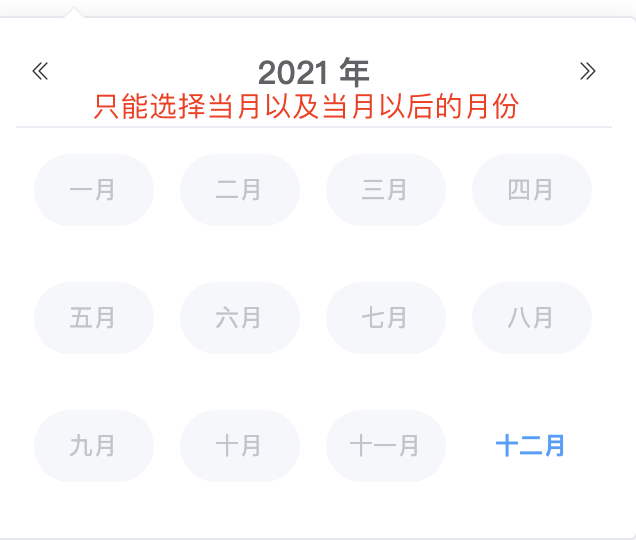 2021 年
只能选择当月以及当月以后的月份
一月 二月 三月 四月
五月 六月 七月 八月
九月 十月 十一月 十二月